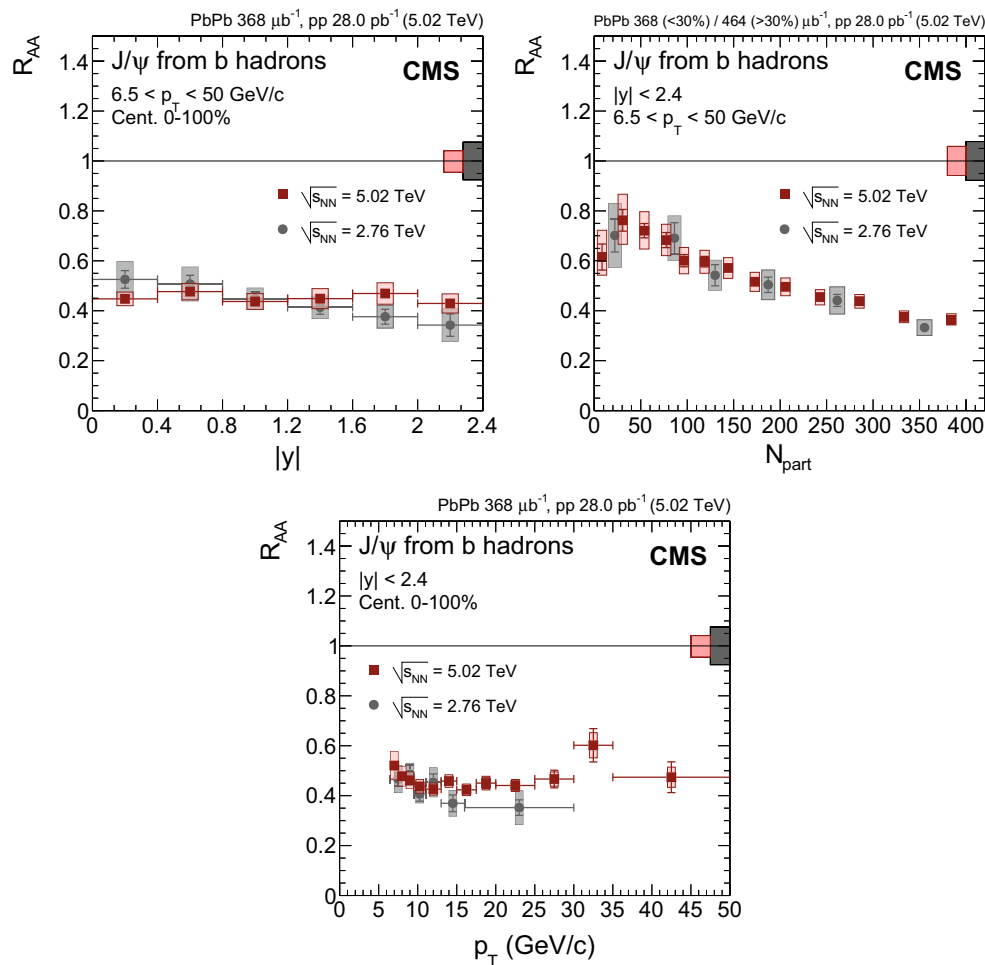 PbPb 368 μb⁻¹, pp 28.0 pb⁻¹ (5.02 TeV)
R_AA
1.4
J/ψ from b hadrons
CMS
6.5 < p_T < 50 GeV/c
Cent. 0-100%
1.2
1
0.8
√s_NN = 5.02 TeV
√s_NN = 2.76 TeV
0.6
0.4
0.2
0
0 0.4 0.8 1.2 1.6 2 2.4
|y|
PbPb 368 (<30%) / 464 (>30%) μb⁻¹, pp 28.0 pb⁻¹ (5.02 TeV)
R_AA
1.4
J/ψ from b hadrons
CMS
|y| < 2.4
6.5 < p_T < 50 GeV/c
1.2
1
0.8
√s_NN = 5.02 TeV
√s_NN = 2.76 TeV
0.6
0.4
0.2
0
0 50 100 150 200 250 300 350 400
N_part
PbPb 368 μb⁻¹, pp 28.0 pb⁻¹ (5.02 TeV)
R_AA
1.4
J/ψ from b hadrons
CMS
|y| < 2.4
Cent. 0-100%
1.2
1
√s_NN = 5.02 TeV
0.8
√s_NN = 2.76 TeV
0.6
0.4
0.2
0
0 5 10 15 20 25 30 35 40 45 50
p_T (GeV/c)